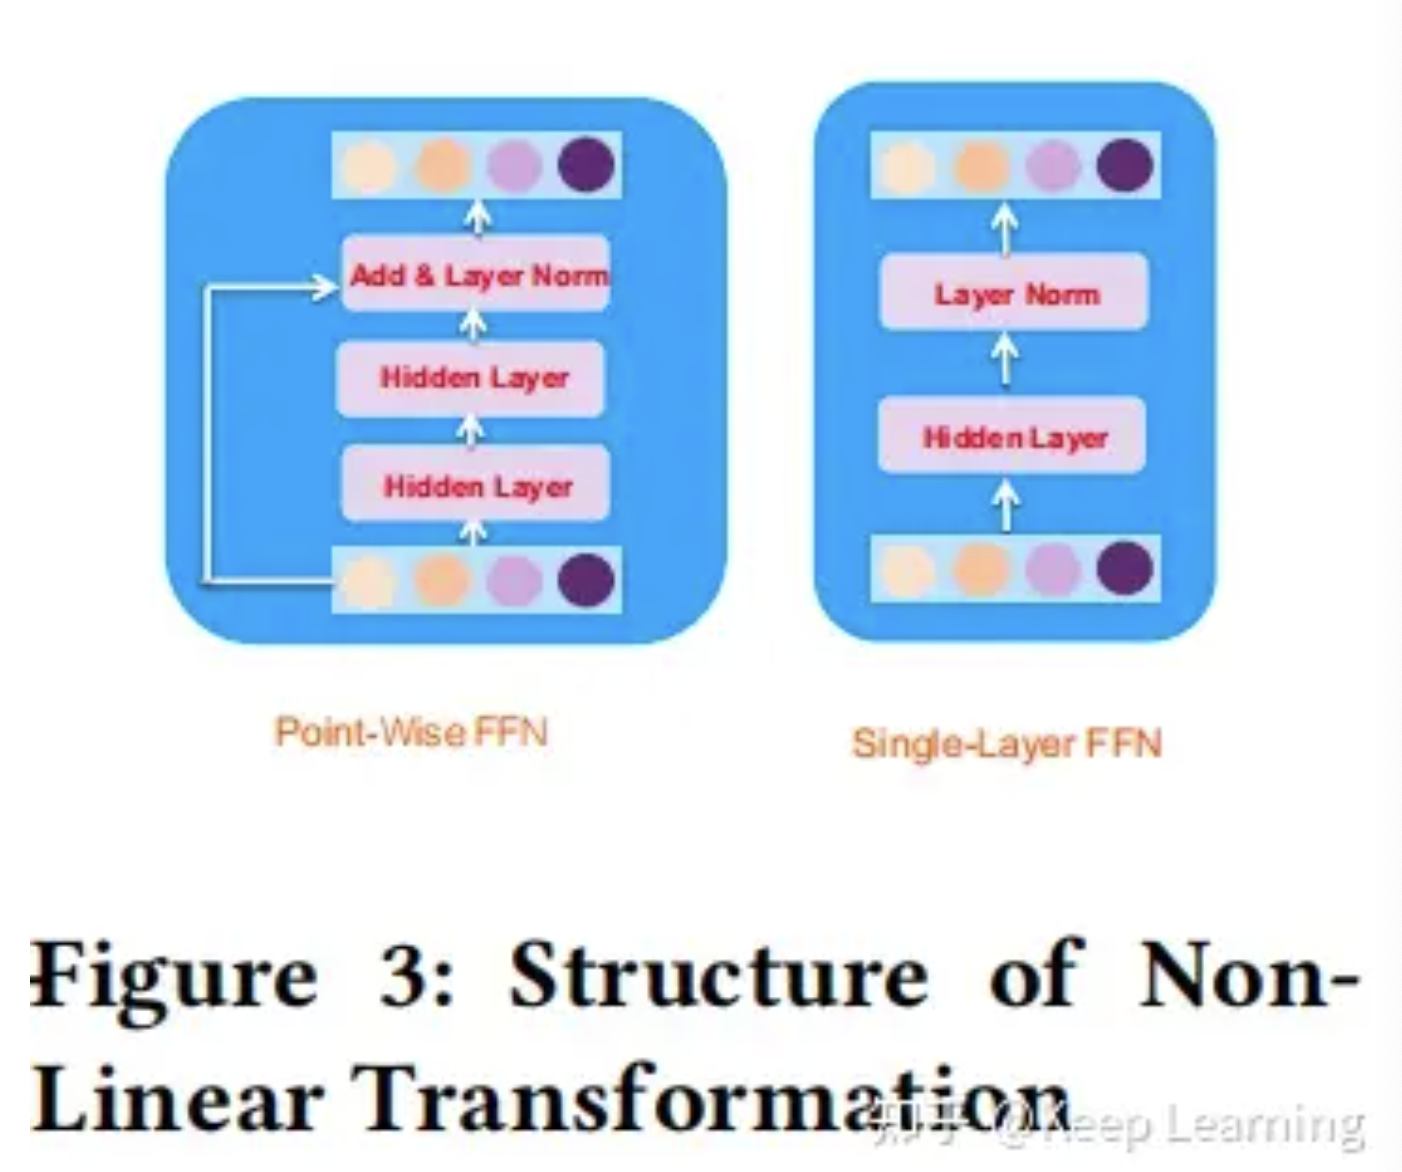 Add & Layer Norm
Hidden Layer
Hidden Layer
Point-Wise FFN
Layer Norm
Hidden Layer
Single-Layer FFN
Figure 3: Structure of Non-
Linear Transformation
知乎 @Keep Learning